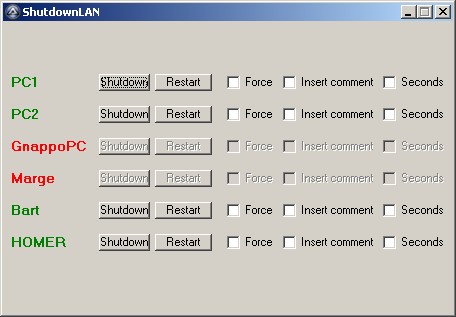 ShutdownLAN
PC1 Shutdown Restart Force Insert comment Seconds
PC2 Shutdown Restart Force Insert comment Seconds
GnappoPC Shutdown Restart Force Insert comment Seconds
Marge Shutdown Restart Force Insert comment Seconds
Bart Shutdown Restart Force Insert comment Seconds
HOMER Shutdown Restart Force Insert comment Seconds